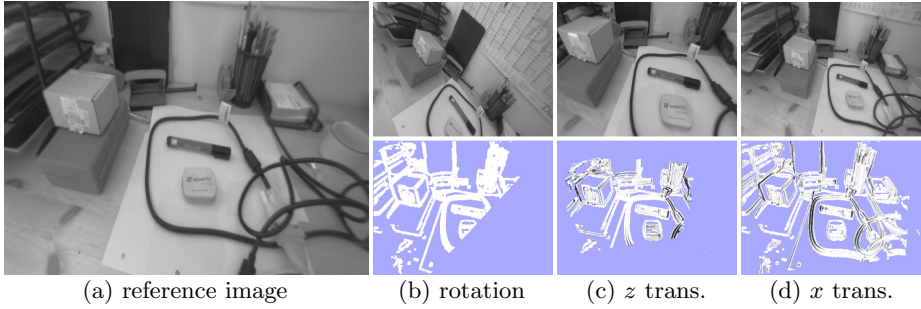 (a) reference image
(b) rotation
(c) z trans.
(d) x trans.